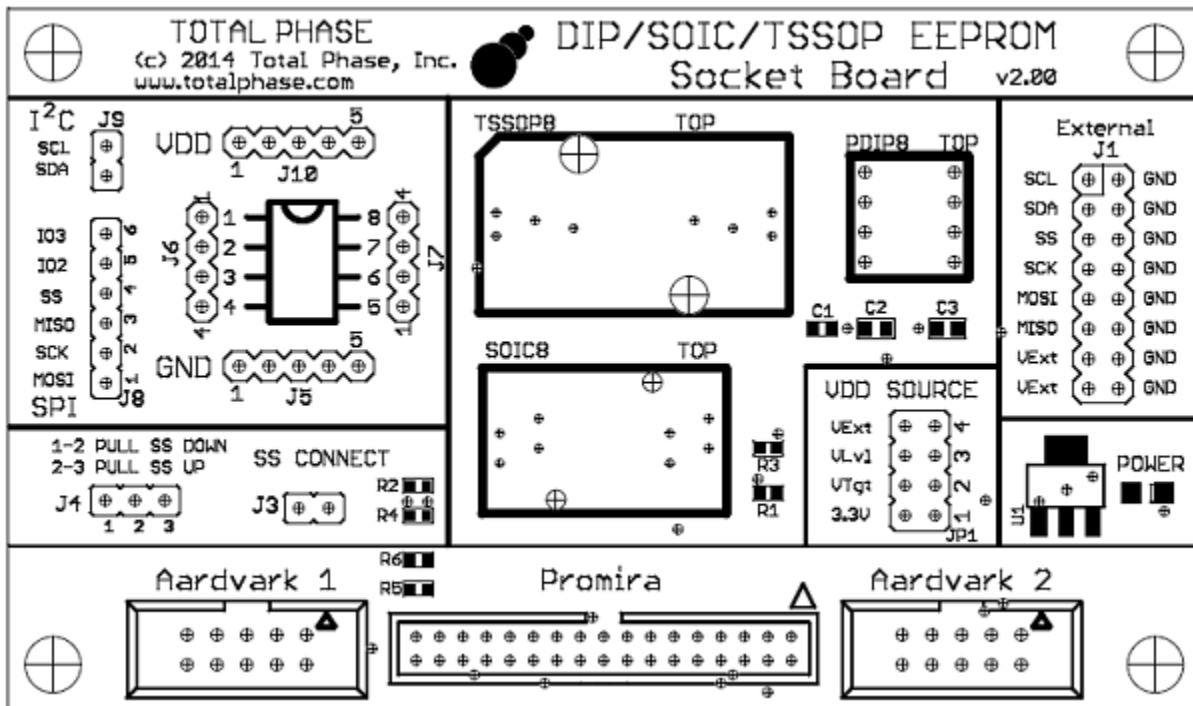 TOTAL PHASE
(c) 2014 Total Phase, Inc.
www.totalphase.com
DIP/SOIC/TSSOP EEPROM
Socket Board v2.00
I²C J9
SCL
SDA
VDD
5
1 J10
J6
1
4
1
2
3
4
8
7
6
5
4
1
J7
IO3 6
IO2 5
SS 4
MISO 3
SCK 2
MOSI 1
SPI J8
GND
5
1 J5
TSSOP8 TOP
PDIP8 TOP
C1 C2 C3
SOIC8 TOP
R3
R1
External
J1
SCL GND
SDA GND
SS GND
SCK GND
MOSI GND
MISO GND
VExt GND
VExt GND
VDD SOURCE
VExt 4
VLvl 3
VTgt 2
3.3V 1
JP1
U1
POWER
1-2 PULL SS DOWN
2-3 PULL SS UP
J4
1 2 3
SS CONNECT
J3
R2
R4
R6
R5
Aardvark 1
Promira
Aardvark 2